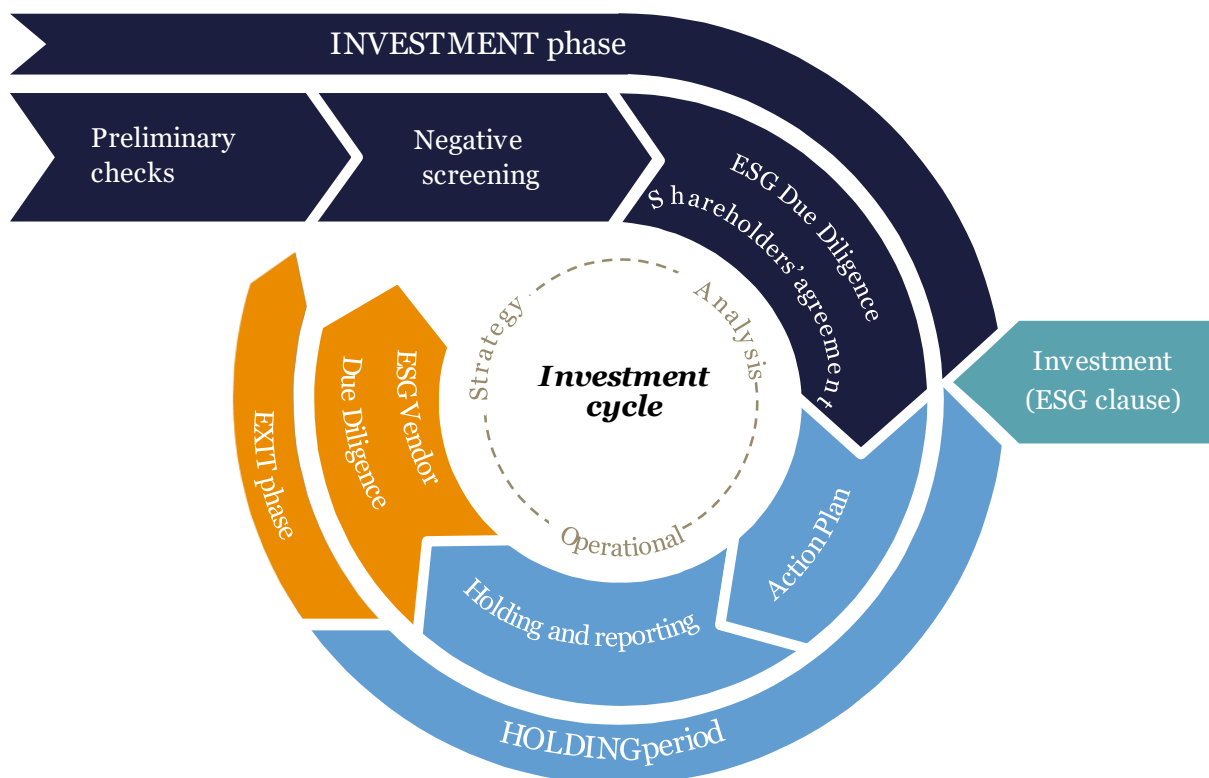 INVESTMENT phase
Preliminary
checks
Negative
screening
ESG Due Diligence
Shareholders' agreement
Investment
(ESG clause)
Strategy
Analysis
Operational
Investment
cycle
Action Plan
Holding and reporting
HOLDING period
ESG Vendor
Due Diligence
EXIT phase